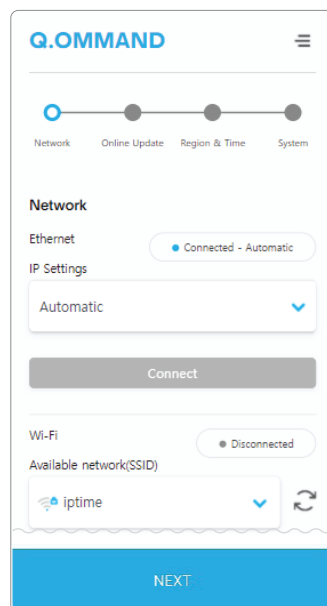 Q.OMMAND
Network Online Update Region & Time System
Network
Ethernet
Connected - Automatic
IP Settings
Automatic
Connect
Wi-Fi
Disconnected
Available network(SSID)
iptime
NEXT